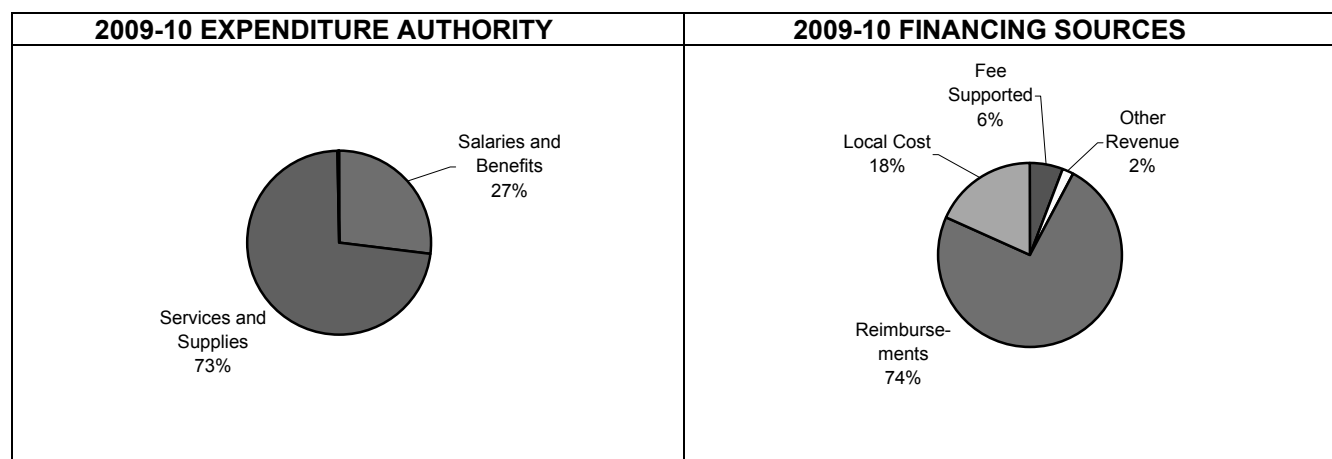 2009-10 EXPENDITURE AUTHORITY
Salaries and
Benefits
27%
Services and
Supplies
73%
2009-10 FINANCING SOURCES
Fee
Supported
6%
Other
Revenue
2%
Local Cost
18%
Reimburse-
ments
74%